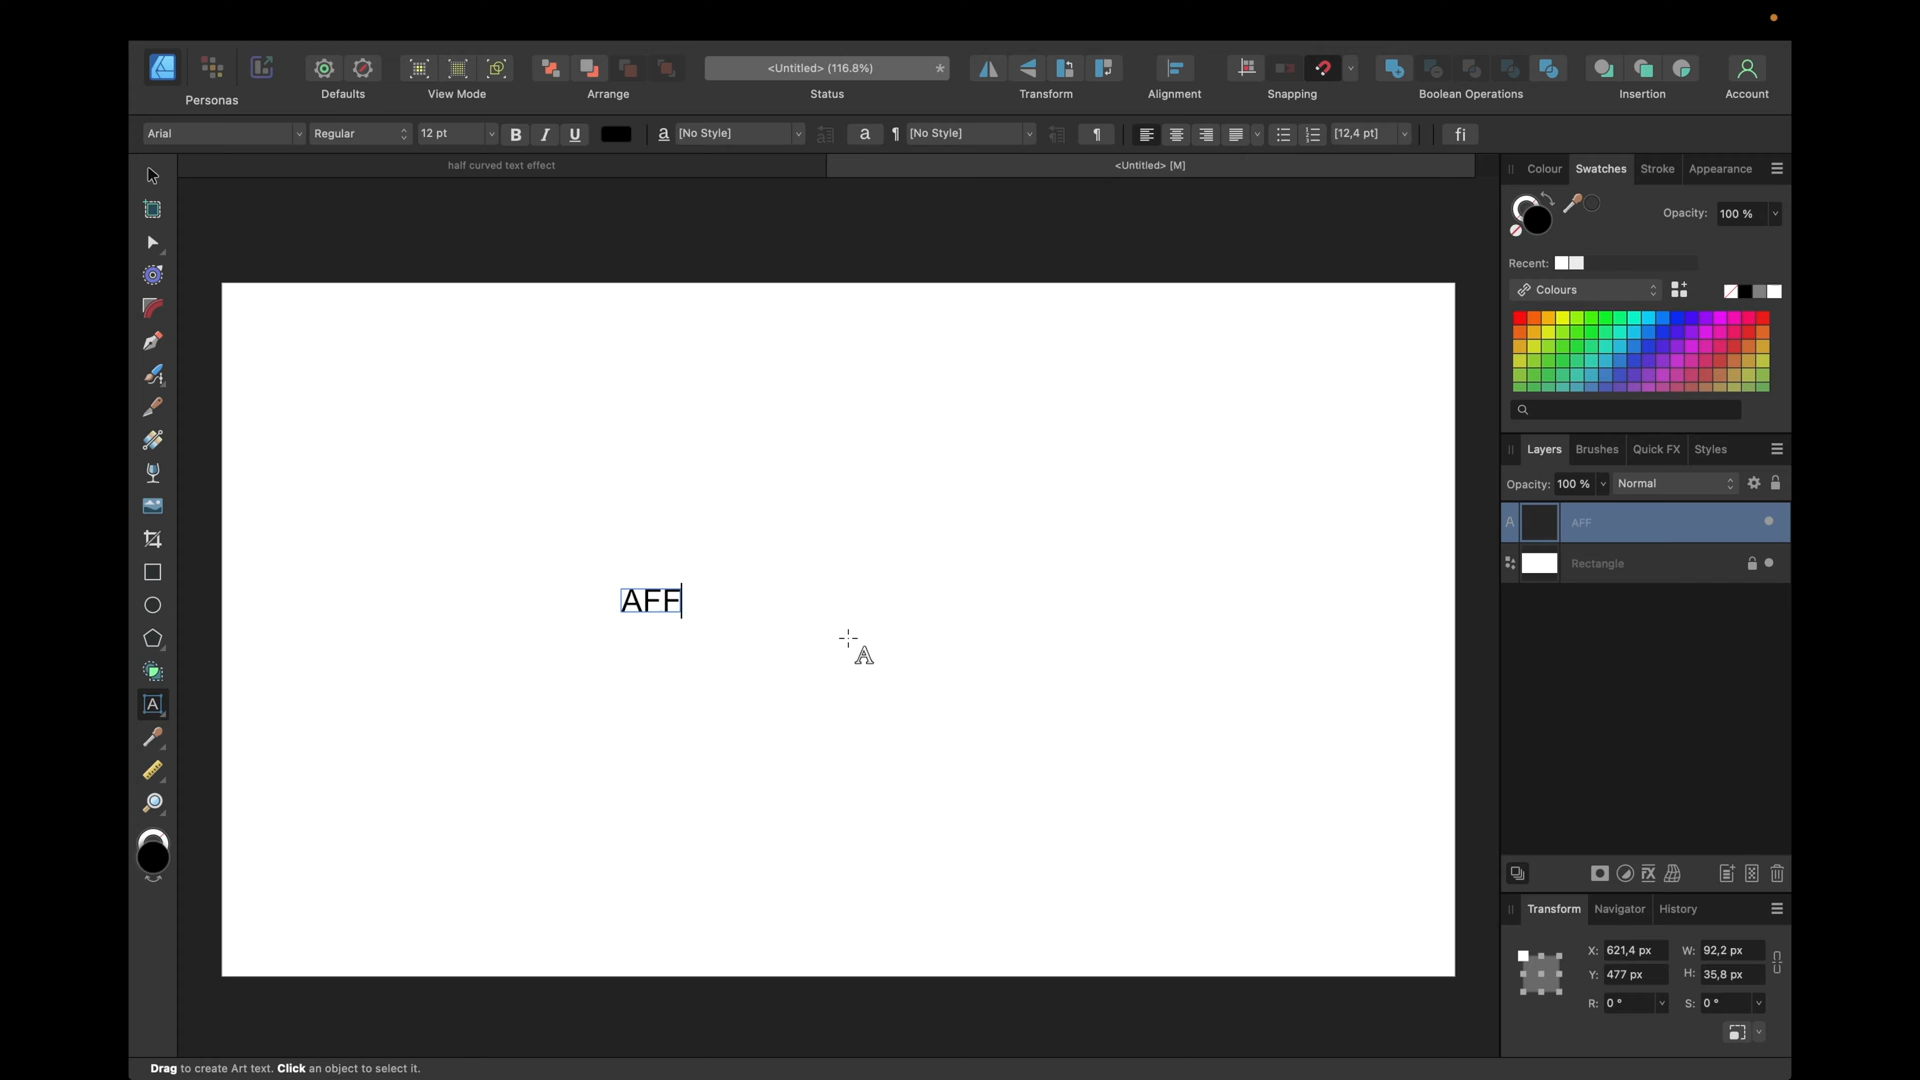 <Untitled> (116.8%) *
Personas
Defaults
View Mode
Arrange
Status
Transform
Alignment
Snapping
Boolean Operations
Insertion
Account
Arial
Regular
12 pt
B
I
U
a
[No Style]
a
¶
[No Style]
¶
[12,4 pt]
fi
half curved text effect
<Untitled> [M]
Colour
Swatches
Stroke
Appearance
Opacity:
100 %
Recent:
Colours
Layers
Brushes
Quick FX
Styles
Opacity:
100 %
Normal
A
AFF
Rectangle
AFF
A
A
Transform
Navigator
History
X:
621,4 px
W:
92,2 px
Y:
477 px
H:
35,8 px
R:
0 °
S:
0 °
Drag to create Art text. Click an object to select it.